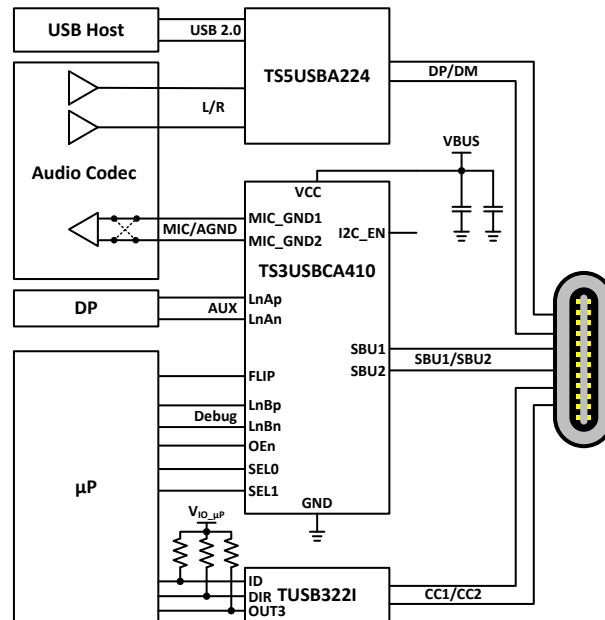 USB Host
USB 2.0
TS5USBA224
DP/DM
L/R
Audio Codec
VBUS
VCC
MIC_GND1
MIC/AGND
MIC_GND2
I2C_EN
TS3USBCA410
DP
AUX
LnAp
LnAn
SBU1
SBU1/SBU2
SBU2
FLIP
LnBp
Debug
LnBn
OEn
SEL0
µP
SEL1
GND
VIO_µP
ID
TUSB322I
DIR
CC1/CC2
OUT3